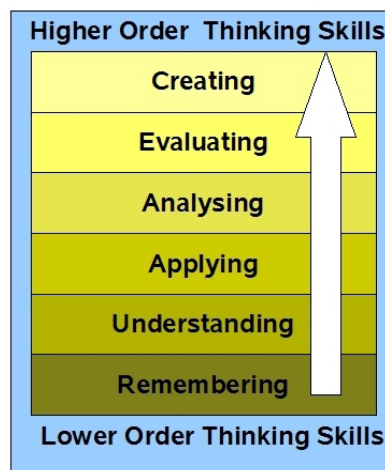 Higher Order Thinking Skills
Creating
Evaluating
Analysing
Applying
Understanding
Remembering
Lower Order Thinking Skills